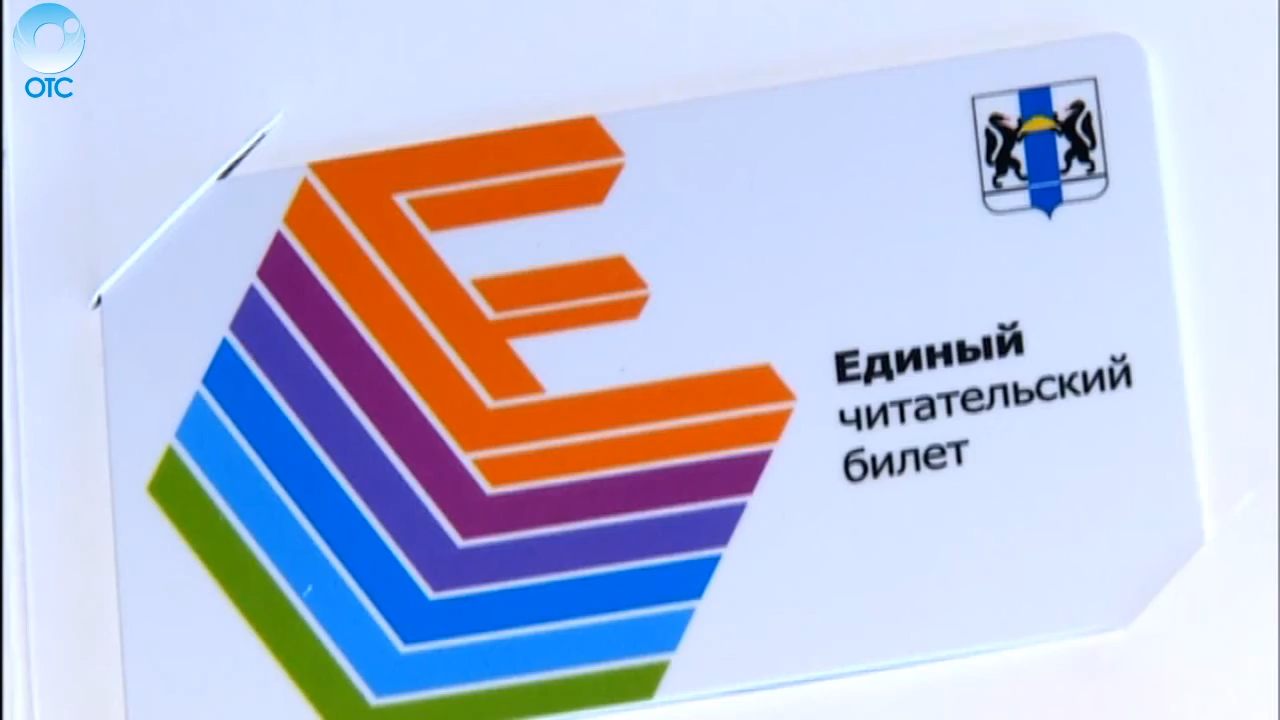 ОТС
Единый
читательский
билет